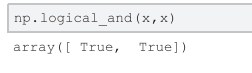 np.logical_and(x,x)
array([ True,  True])